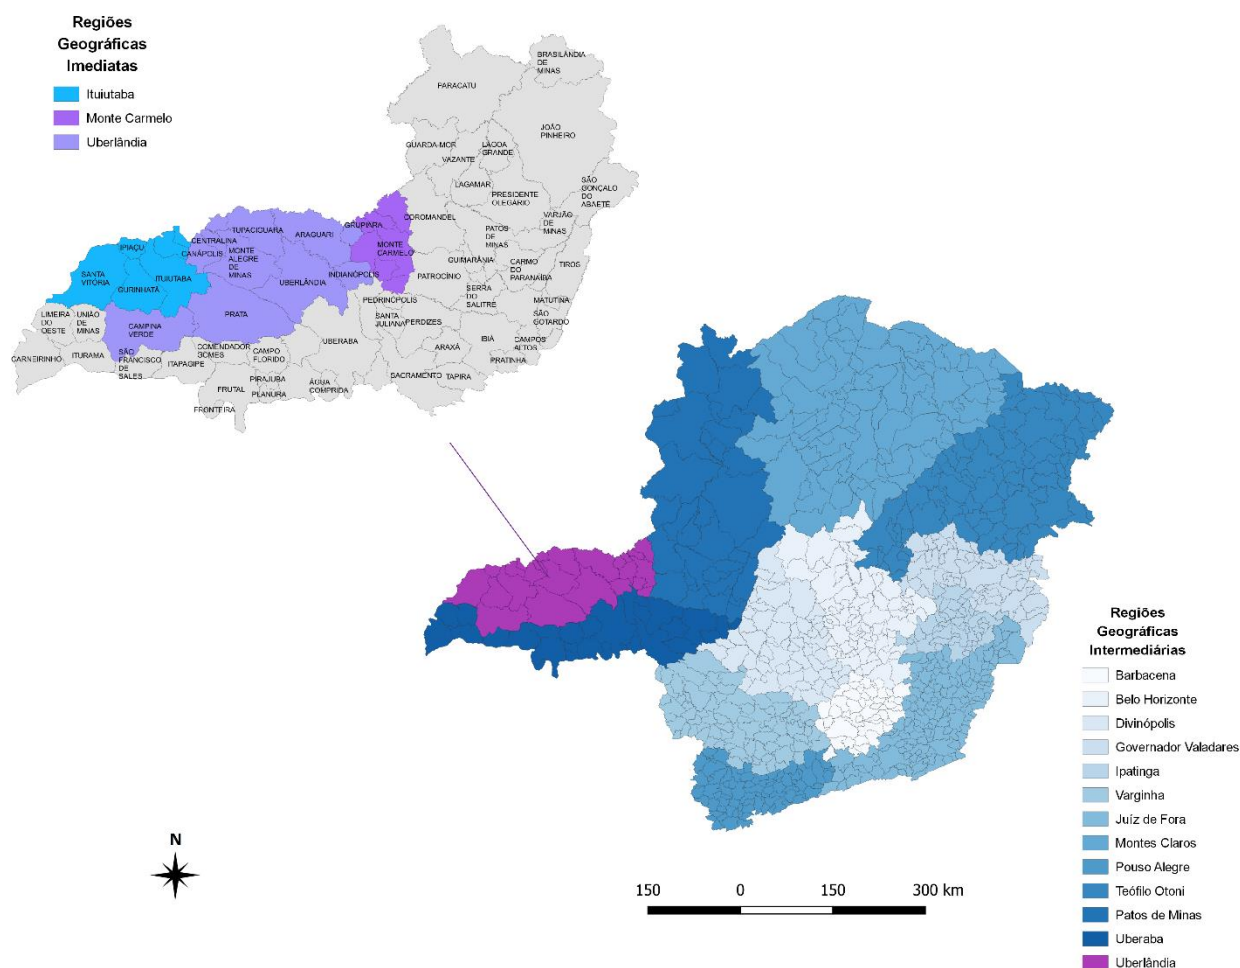 Regiões
Geográficas
Imediatas
Ituiutaba
Monte Carmelo
Uberlândia
BRASILÂNDIA
DE
MINAS
PARACATU
JOÃO
PINHEIRO
GUARDA-MOR
LAGOA
GRANDE
VAZANTE
LAGAMAR
SÃO
GONÇALO
DO
ABAETÉ
PRESIDENTE
OLEGÁRIO
COROMANDEL
VARJÃO
DE
MINAS
GRUPIARA
TUPACIGUARA
ARAGUARI
PATOS
DE
MINAS
CENTRALINA
IPIAÇU
CANÁPOLIS
MONTE
ALEGRE
DE
MINAS
MONTE
CARMELO
GUIMARÂNIA
CARMO
DO
PARANAÍBA
TIROS
SANTA
VITÓRIA
ITUIUTABA
GURINHATÃ
UBERLÂNDIA
INDIANÓPOLIS
PATROCÍNIO
SERRA
DO
SALITRE
PEDRINÓPOLIS
MATUTINA
LIMEIRA
DO
OESTE
UNIÃO
DE
MINAS
PRATA
SANTA
JULIANA
PERDIZES
SÃO
GOTARDO
CAMPINA
VERDE
UBERABA
IBIÁ
CAMPOS
ALTOS
CARNEIRINHO
ITURAMA
SÃO
FRANCISCO
DE
SALES
COMENDADOR
GOMES
CAMPO
FLORIDO
ARAXÁ
PRATINHA
ITAPAGIPE
PIRAJUBA
SACRAMENTO
TAPIRA
FRUTAL
PLANURA
ÁGUA
COMPRIDA
FRONTEIRA
Regiões
Geográficas
Intermediárias
Barbacena
Belo Horizonte
Divinópolis
Governador Valadares
Ipatinga
Varginha
Juíz de Fora
Montes Claros
Pouso Alegre
Teófilo Otoni
Patos de Minas
Uberaba
Uberlândia
N
150 0 150 300 km